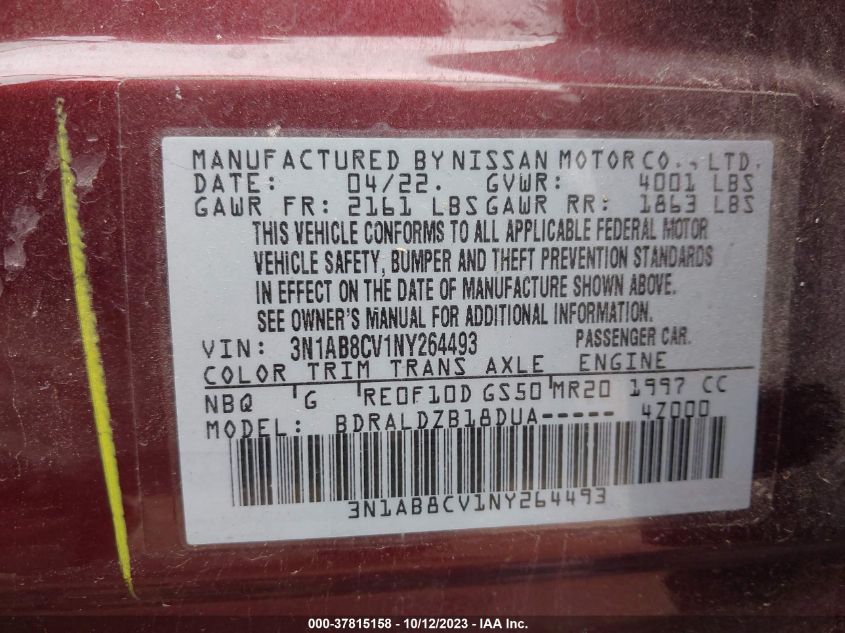 MANUFACTURED BY NISSAN MOTOR CO., LTD.
DATE: 04/22. GVWR: 4001 LBS
GAWR FR: 2161 LBS GAWR RR: 1863 LBS
THIS VEHICLE CONFORMS TO ALL APPLICABLE FEDERAL MOTOR
VEHICLE SAFETY, BUMPER AND THEFT PREVENTION STANDARDS
IN EFFECT ON THE DATE OF MANUFACTURE SHOWN ABOVE.
SEE OWNER'S MANUAL FOR ADDITIONAL INFORMATION.
VIN: 3N1AB8CV1NY264493 PASSENGER CAR.
COLOR TRIM TRANS AXLE ENGINE
NBQ G RE0F10D GS50 MR20 1997 CC
MODEL: BDRALDZB18DUA----- 4Z000
3N1AB8CV1NY264493
000-37815158 - 10/12/2023 - IAA Inc.